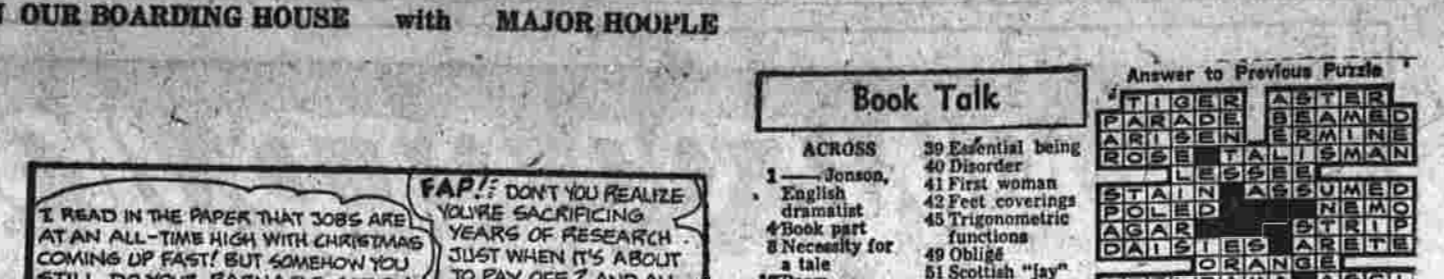 OUR BOARDING HOUSE with MAJOR HOOPLE
I READ IN THE PAPER THAT JOBS ARE
AT AN ALL-TIME HIGH WITH CHRISTMAS
COMING UP FAST! BUT SOMEHOW YOU
FAP!! DON'T YOU REALIZE
YOU'RE SACRIFICING
YEARS OF RESEARCH
JUST WHEN IT'S ABOUT
TO PAY OFF? AND AN
Book Talk
ACROSS
1 — Jonson,
English
dramatist
4 Book part
8 Necessity for
a tale
39 Essential being
40 Disorder
41 First woman
42 Feet coverings
45 Trigonometric
functions
49 Oblige
51 Scottish "jay"
Answer to Previous Puzzle
TIGER ASTER
PARADE BEAMED
ARISEN ERMINE
ROSE TALISMAN
LESSEE
STAIN ASSUMED
POLED NEMO
AGAR STRIP
DAISIES ARETE
ORANGE